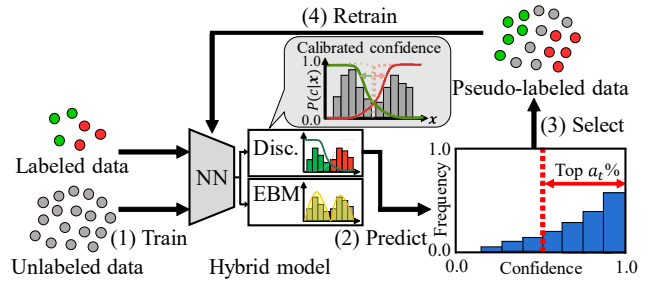 (4) Retrain
Calibrated confidence
1.0
P(c|x)
0.0
x
Pseudo-labeled data
(3) Select
Labeled data
NN
Disc.
EBM
(1) Train
(2) Predict
Unlabeled data
Hybrid model
1.0
Frequency
0.0
Top aₜ%
0.0
Confidence
1.0